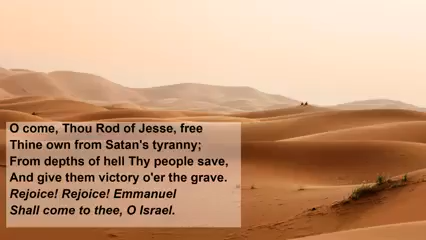 O come, Thou Rod of Jesse, free
Thine own from Satan's tyranny;
From depths of hell Thy people save,
And give them victory o'er the grave.
Rejoice! Rejoice! Emmanuel
Shall come to thee, O Israel.